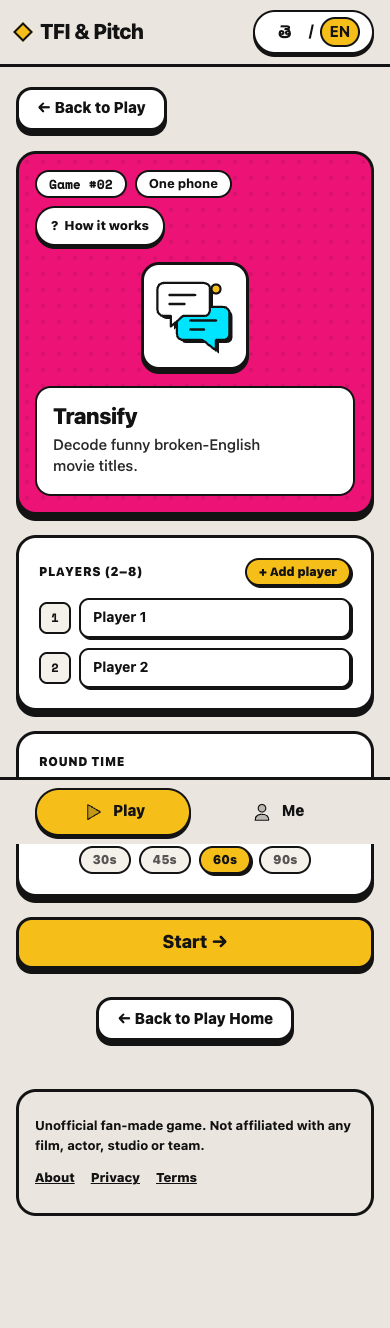 TFI & Pitch
తె / EN
← Back to Play
Game #02
One phone
? How it works
Transify
Decode funny broken-English
movie titles.
PLAYERS (2–8)
+ Add player
1
Player 1
2
Player 2
ROUND TIME
Play
Me
30s
45s
60s
90s
Start →
← Back to Play Home
Unofficial fan-made game. Not affiliated with any
film, actor, studio or team.
About Privacy Terms